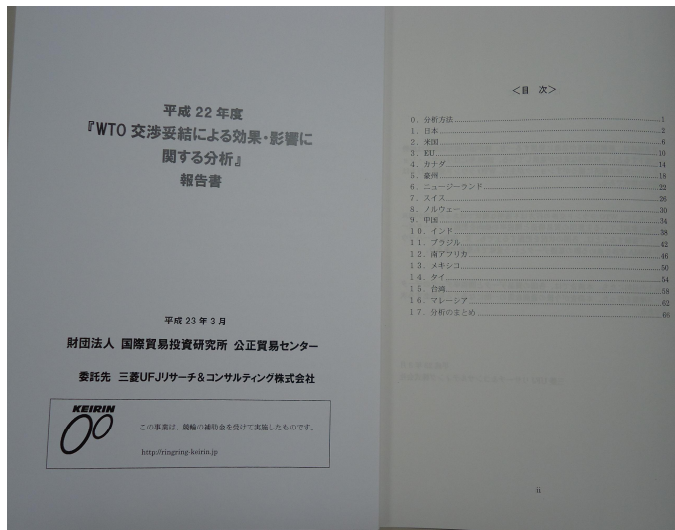 平成22年度
『WTO 交渉妥結による効果・影響に
関する分析』
報告書
平成23年3月
財団法人 国際貿易投資研究所 公正貿易センター
委託先 三菱UFJリサーチ&コンサルティング株式会社
KEIRIN
この事業は、競輪の補助金を受けて実施したものです。
http://ringring-keirin.jp
＜目 次＞
0．分析方法 1
1．日本 2
2．米国 6
3．EU 10
4．カナダ 14
5．豪州 18
6．ニュージーランド 22
7．スイス 26
8．ノルウェー 30
9．中国 34
10．インド 38
11．ブラジル 42
12．南アフリカ 46
13．メキシコ 50
14．タイ 54
15．台湾 58
16．マレーシア 62
17．分析のまとめ 66
ii